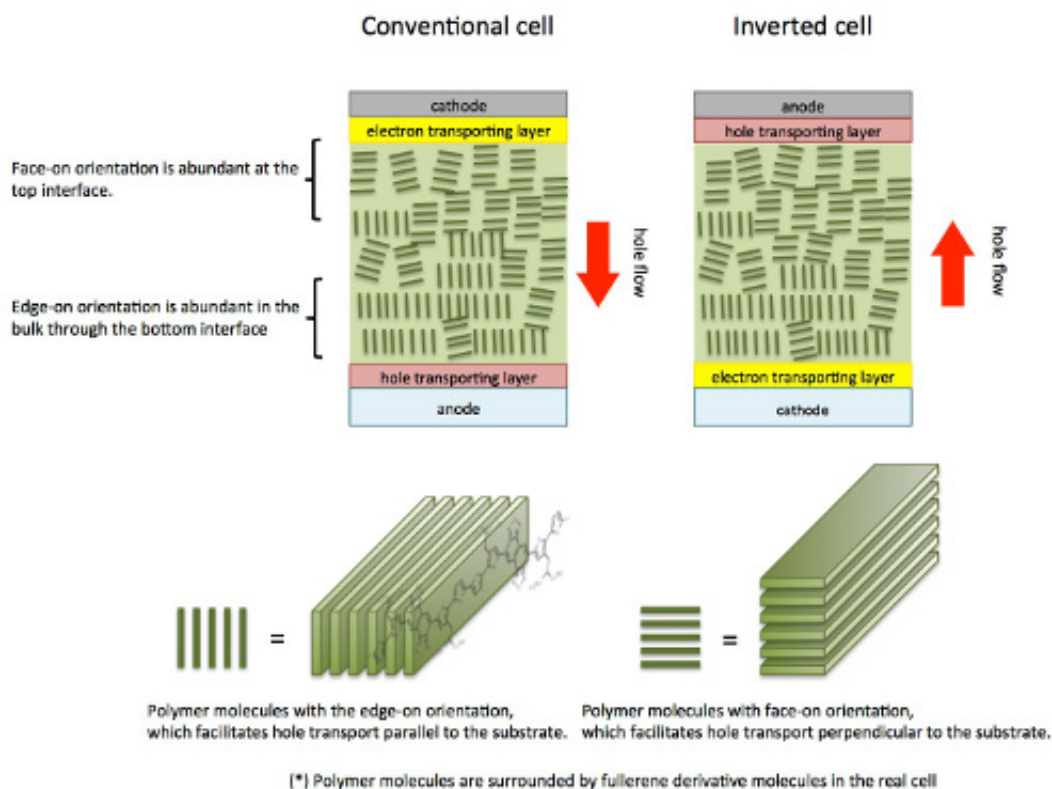 Conventional cell
Inverted cell
cathode
electron transporting layer
anode
hole transporting layer
Face-on orientation is abundant at the
top interface.
hole flow
hole flow
Edge-on orientation is abundant in the
bulk through the bottom interface
hole transporting layer
anode
electron transporting layer
cathode
=
=
Polymer molecules with the edge-on orientation,
which facilitates hole transport parallel to the substrate.
Polymer molecules with face-on orientation,
which facilitates hole transport perpendicular to the substrate.
(*) Polymer molecules are surrounded by fullerene derivative molecules in the real cell